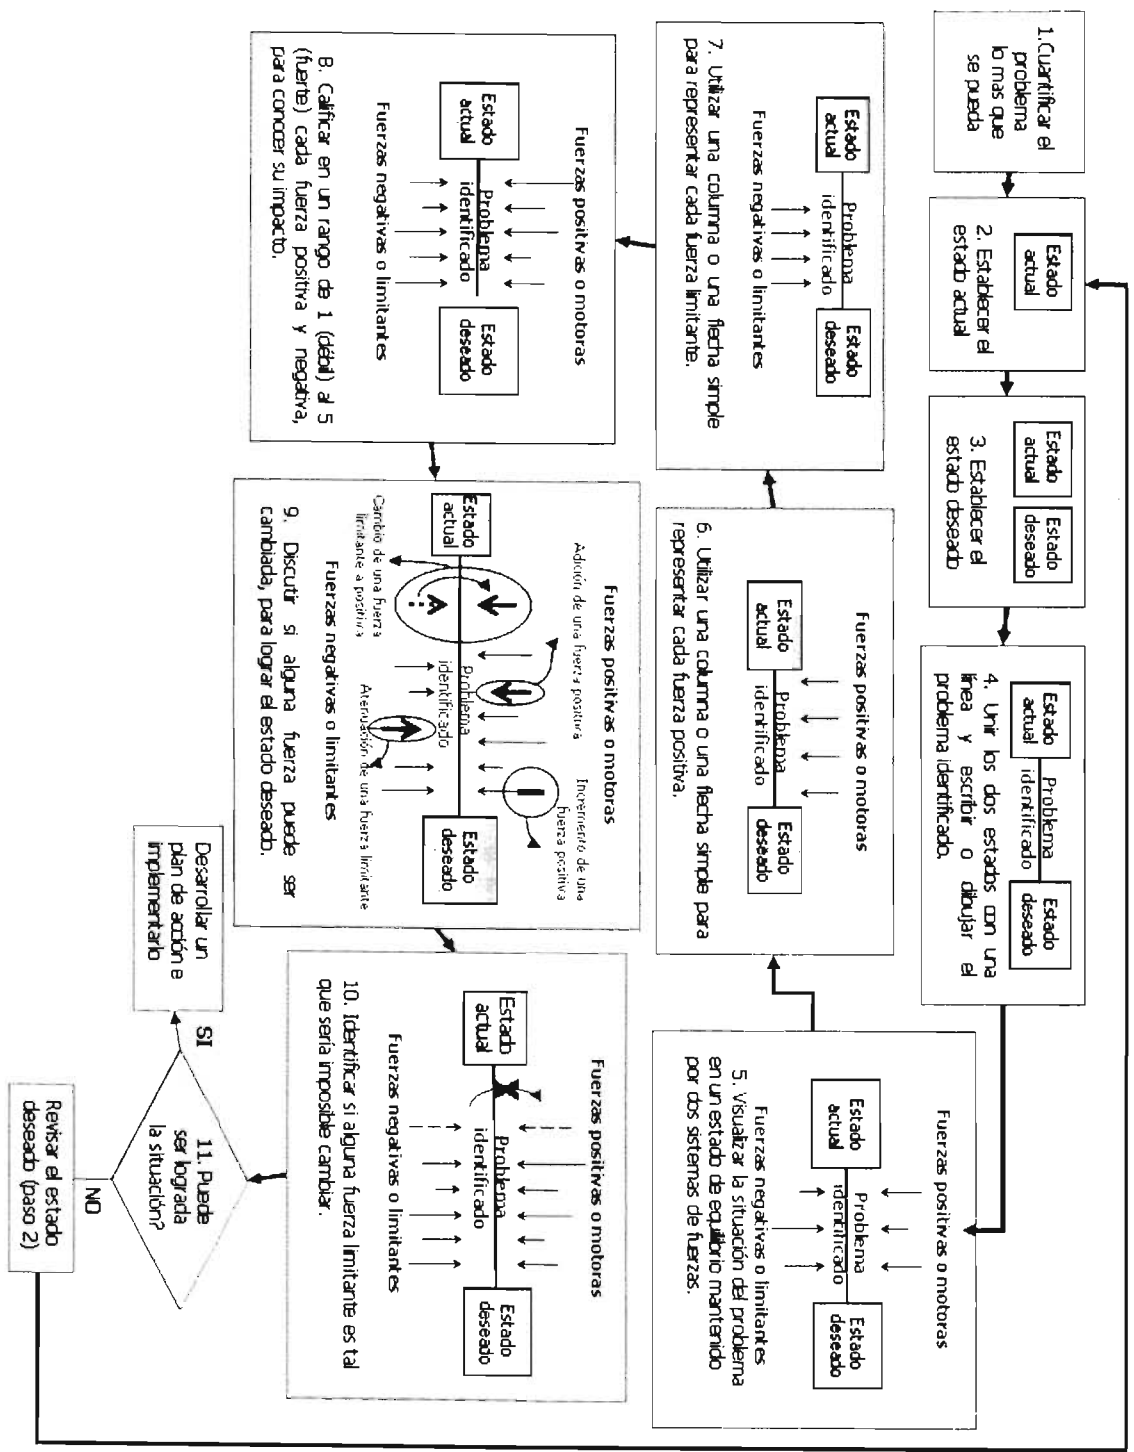 1.Cuantificar el
problema
lo mas que
se pueda
Estado
actual
2. Establecer el
estado actual
Estado
actual
Estado
deseado
3. Establecer el
estado deseado
Estado
actual
Problema
identificado
Estado
deseado
4. Unir los dos estados con una
línea y escribir o dibujar el
problema identificado.
Fuerzas positivas o motoras
Estado
actual
Problema
identificado
Estado
deseado
Fuerzas negativas o limitantes
5. Visualizar la situación del problema
en un estado de equilibrio mantenido
por dos sistemas de fuerzas.
Fuerzas positivas o motoras
Estado
actual
Problema
identificado
Estado
deseado
6. Utilizar una columna o una flecha simple para
representar cada fuerza positiva.
Estado
actual
Problema
identificado
Estado
deseado
Fuerzas negativas o limitantes
7. Utilizar una columna o una flecha simple
para representar cada fuerza limitante.
Fuerzas positivas o motoras
Estado
actual
Problema
identificado
Estado
deseado
Fuerzas negativas o limitantes
8. Calificar en un rango de 1 (débil) al 5
(fuerte) cada fuerza positiva y negativa,
para conocer su impacto.
Fuerzas positivas o motoras
Adición de una fuerza positiva
Incremento de una
fuerza positiva
Estado
actual
Problema
identificado
Estado
deseado
Cambio de una fuerza
limitante a positiva
Atenuación de una fuerza limitante
Fuerzas negativas o limitantes
9. Discutir si alguna fuerza puede ser
cambiada, para lograr el estado deseado.
Fuerzas positivas o motoras
Estado
actual
Problema
identificado
Estado
deseado
Fuerzas negativas o limitantes
10. Identificar si alguna fuerza limitante es tal
que sería imposible cambiar.
11. Puede
ser lograda
la situación?
SI
Desarrollar un
plan de acción e
implementarlo
NO
Revisar el estado
deseado (paso 2)